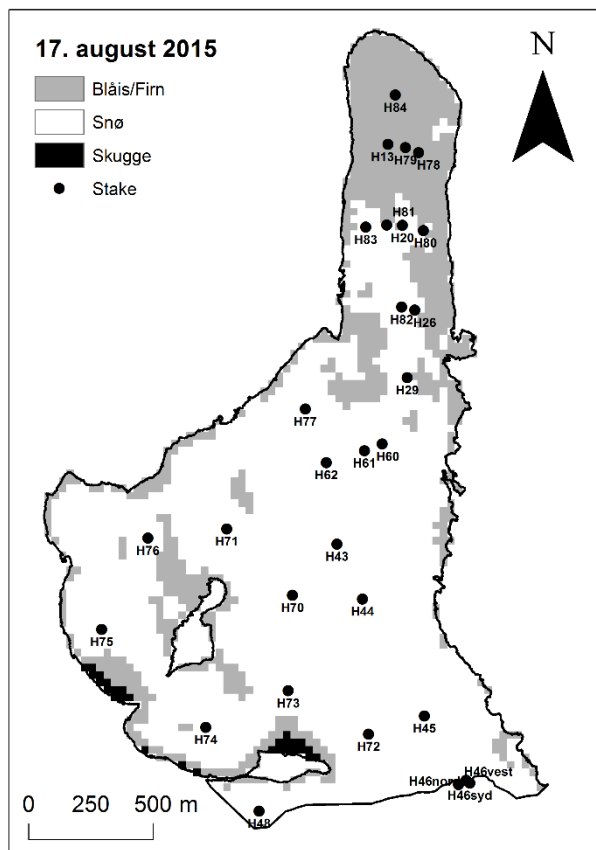 17. august 2015
N
Blåis/Firn
Snø
Skugge
Stake
H84
H13 H79 H78
H81
H83 H20 H80
H82 H26
H29
H77
H61 H60
H62
H76 H71
H43
H70 H44
H75
H73
H74 H72 H45
H46nord H46vest
H46syd
H48
0 250 500 m